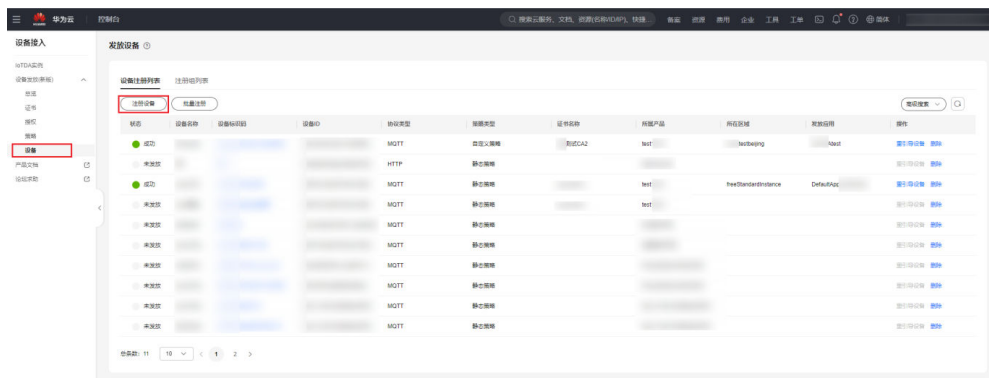 华为云 控制台 搜索云服务、文档、资源(名称/ID/IP)、快捷... 备案 资源 费用 企业 工具 工单 简体
设备接入
发放设备
IoTDA实例
设备发放(新版)
总览
证书
授权
策略
设备
产品文档
论坛求助
设备注册列表 注册组列表
注册设备 批量注册 高级搜索
状态 设备名称 设备标识码 设备ID 协议类型 策略类型 证书名称 所属产品 所在区域 发放应用 操作
成功 MQTT 自定义策略 测试CA2 test testbeijing test 重引导设备 删除
未发放 HTTP 静态策略 重引导设备 删除
成功 MQTT 静态策略 test freeStandardInstance DefaultApp 重引导设备 删除
未发放 MQTT 静态策略 test 重引导设备 删除
未发放 MQTT 静态策略 重引导设备 删除
未发放 MQTT 静态策略 重引导设备 删除
未发放 MQTT 静态策略 重引导设备 删除
未发放 MQTT 静态策略 重引导设备 删除
未发放 MQTT 静态策略 重引导设备 删除
未发放 MQTT 静态策略 重引导设备 删除
总条数: 11 10 < 1 2 >